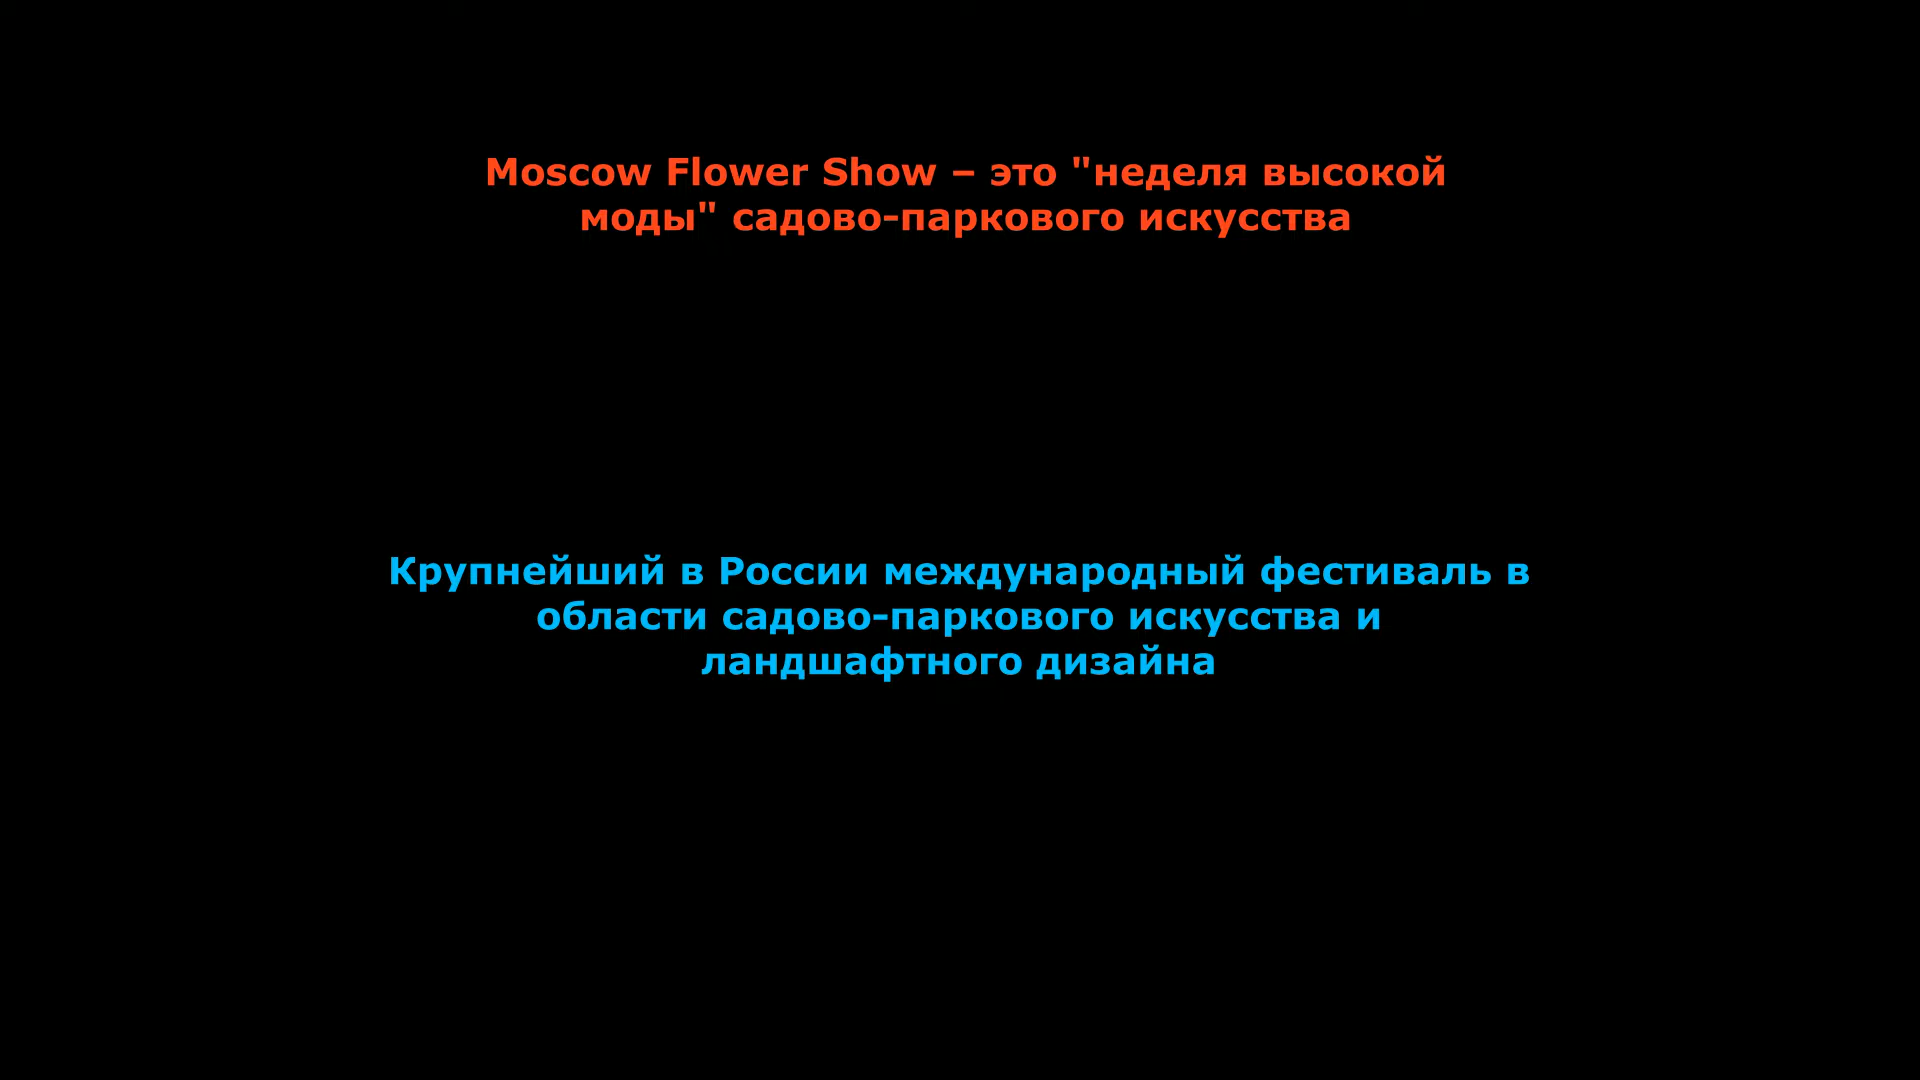 Moscow Flower Show – это "неделя высокой
моды" садово-паркового искусства
Крупнейший в России международный фестиваль в
области садово-паркового искусства и
ландшафтного дизайна